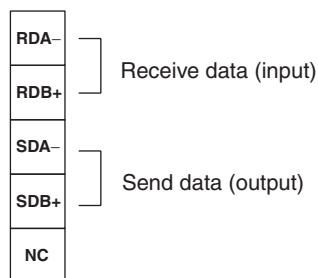 RDA−
RDB+
Receive data (input)
SDA−
SDB+
Send data (output)
NC